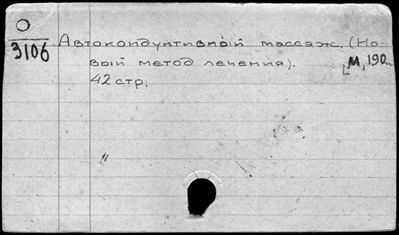 О
3106
Автокондуктивный массаж. (Но-
вый метод лечения).
[М, 190
42 стр.
"